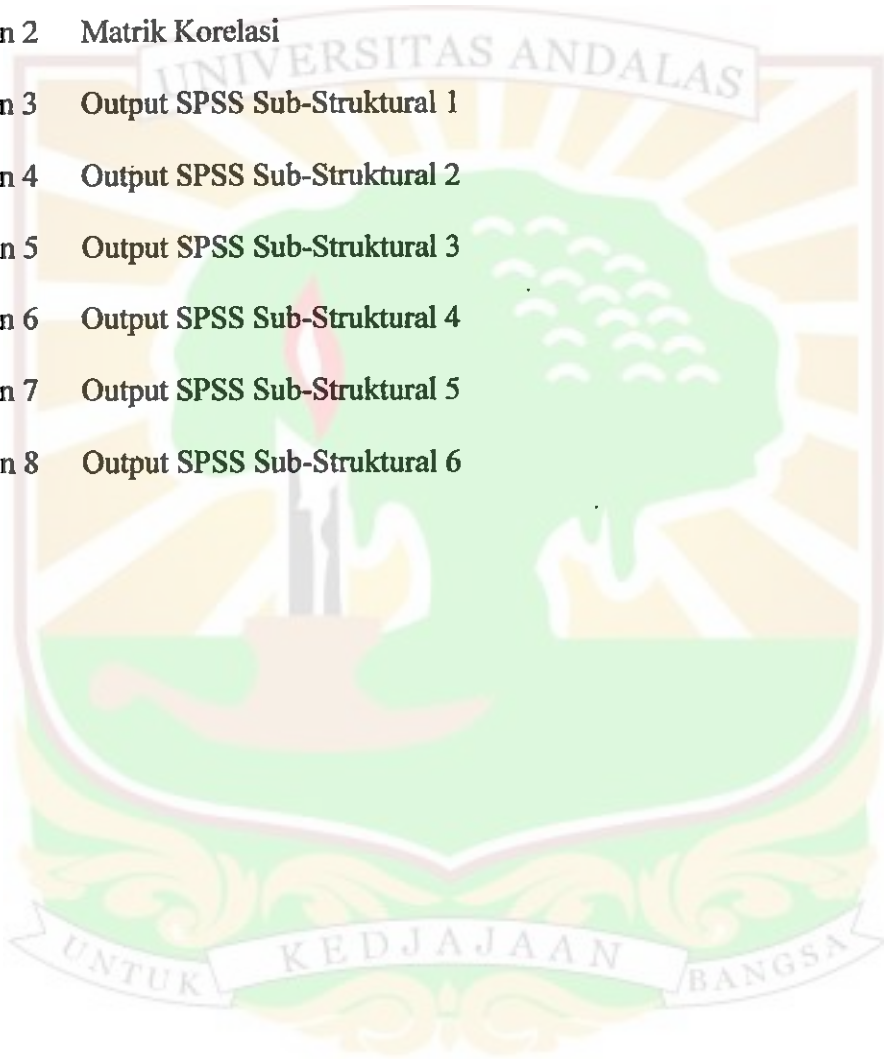 n 2 Matrik Korelasi
UNIVERSITAS ANDALAS
n 3 Output SPSS Sub-Struktural 1
n 4 Output SPSS Sub-Struktural 2
n 5 Output SPSS Sub-Struktural 3
n 6 Output SPSS Sub-Struktural 4
n 7 Output SPSS Sub-Struktural 5
n 8 Output SPSS Sub-Struktural 6
UNTUK KEDJAJAAN BANGSA